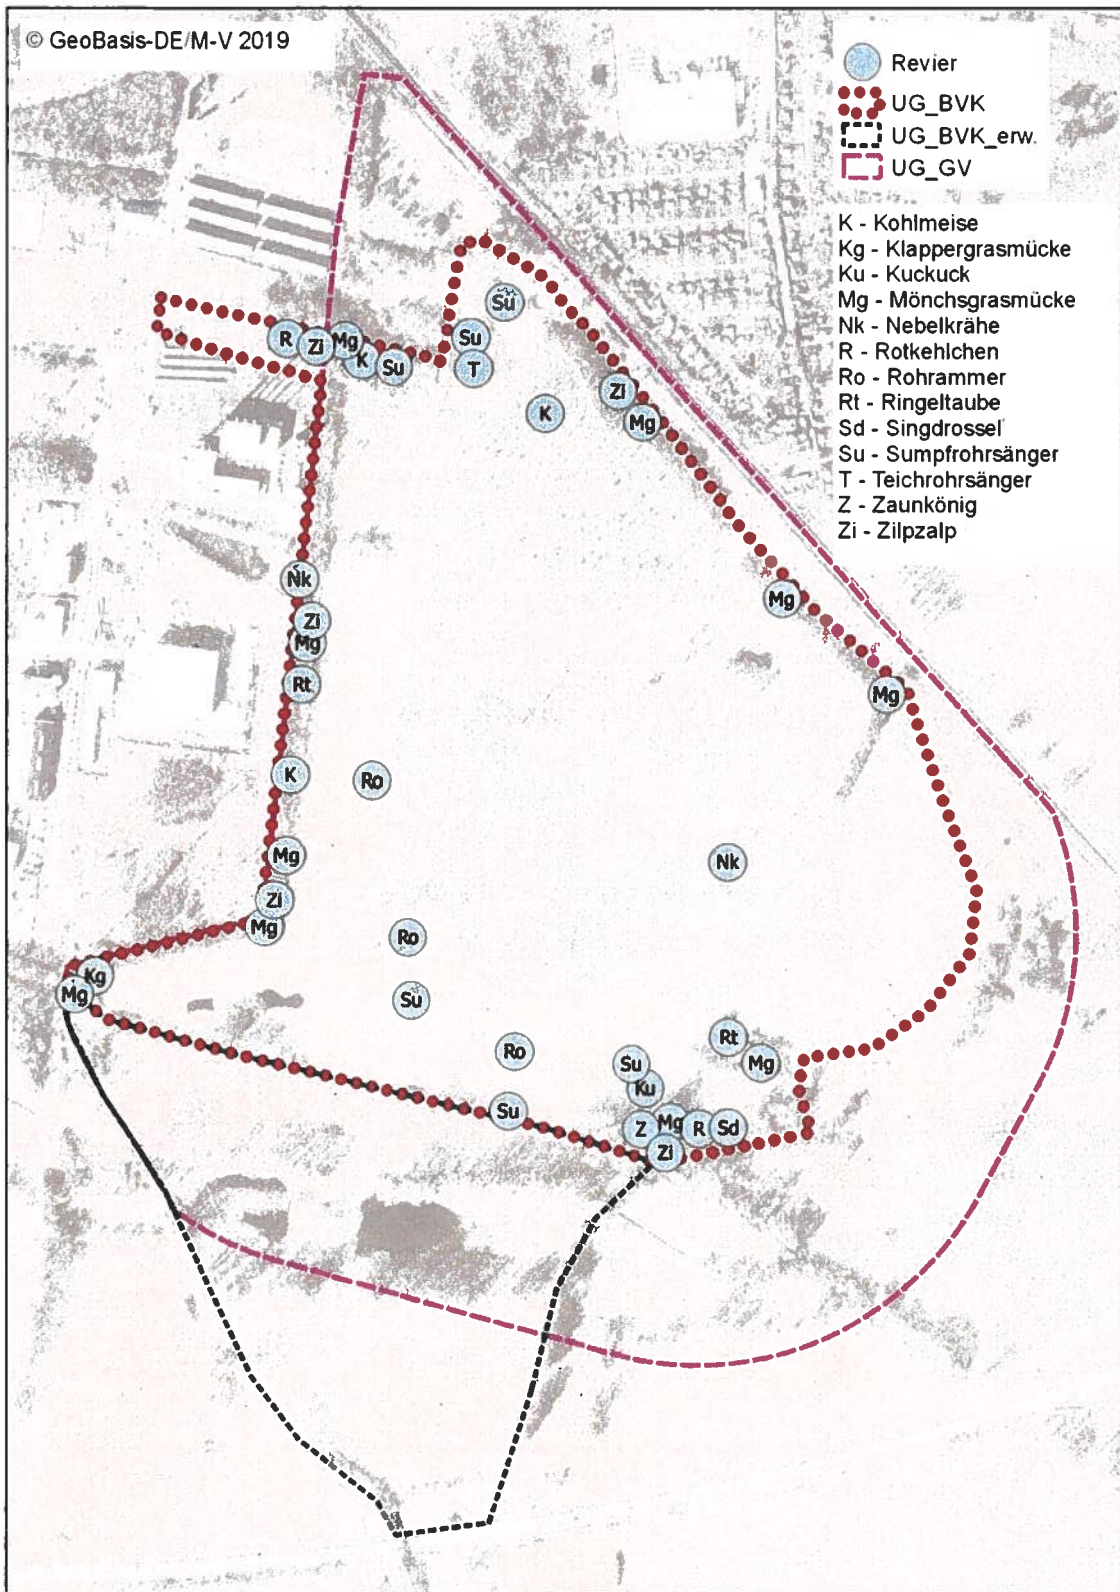 © GeoBasis-DE/M-V 2019
Revier
UG_BVK
UG_BVK_erw.
UG_GV
K - Kohlmeise
Kg - Klappergrasmücke
Ku - Kuckuck
Mg - Mönchsgrasmücke
Nk - Nebelkrähe
R - Rotkehlchen
Ro - Rohrammer
Rt - Ringeltaube
Sd - Singdrossel
Su - Sumpfrohrsänger
T - Teichrohrsänger
Z - Zaunkönig
Zi - Zilpzalp
Su
R
Zi
Mg
K
Su
Su
T
K
Zi
Mg
Nk
Zi
Mg
Rt
Mg
Mg
K
Ro
Mg
Nk
Zi
Mg
Ro
Kg
Mg
Su
Ro
Rt
Su
Mg
Ku
Su
Z
Mg
R
Sd
Zi